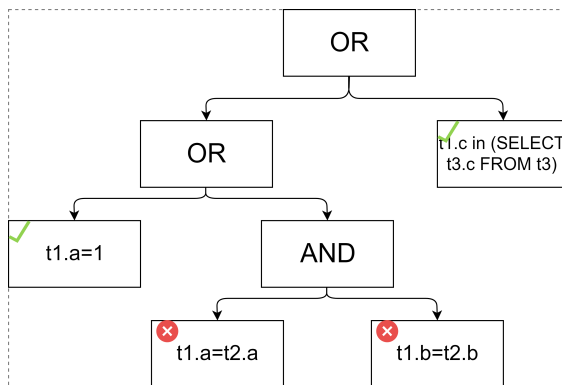 OR
OR
t1.c in (SELECT
t3.c FROM t3)
t1.a=1
AND
t1.a=t2.a
t1.b=t2.b